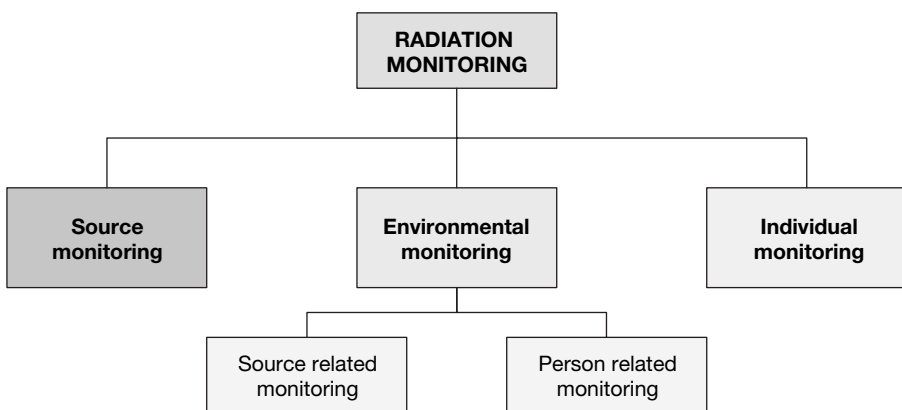 RADIATION
MONITORING
Source
monitoring
Environmental
monitoring
Individual
monitoring
Source related
monitoring
Person related
monitoring